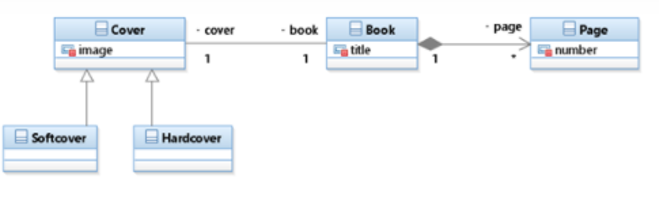 Cover
image
- cover
1
- book
1
Book
title
1
- page
*
Page
number
Softcover
Hardcover